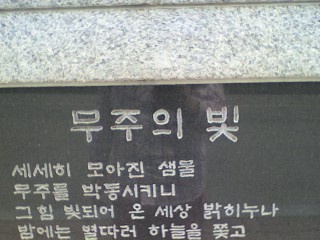 무주의 빛
세세히 모아진 샘물
무주를 박동시키니
그힘 빛되어 온 세상 밝히누나
밤에는 별따러 하늘을 쫓고